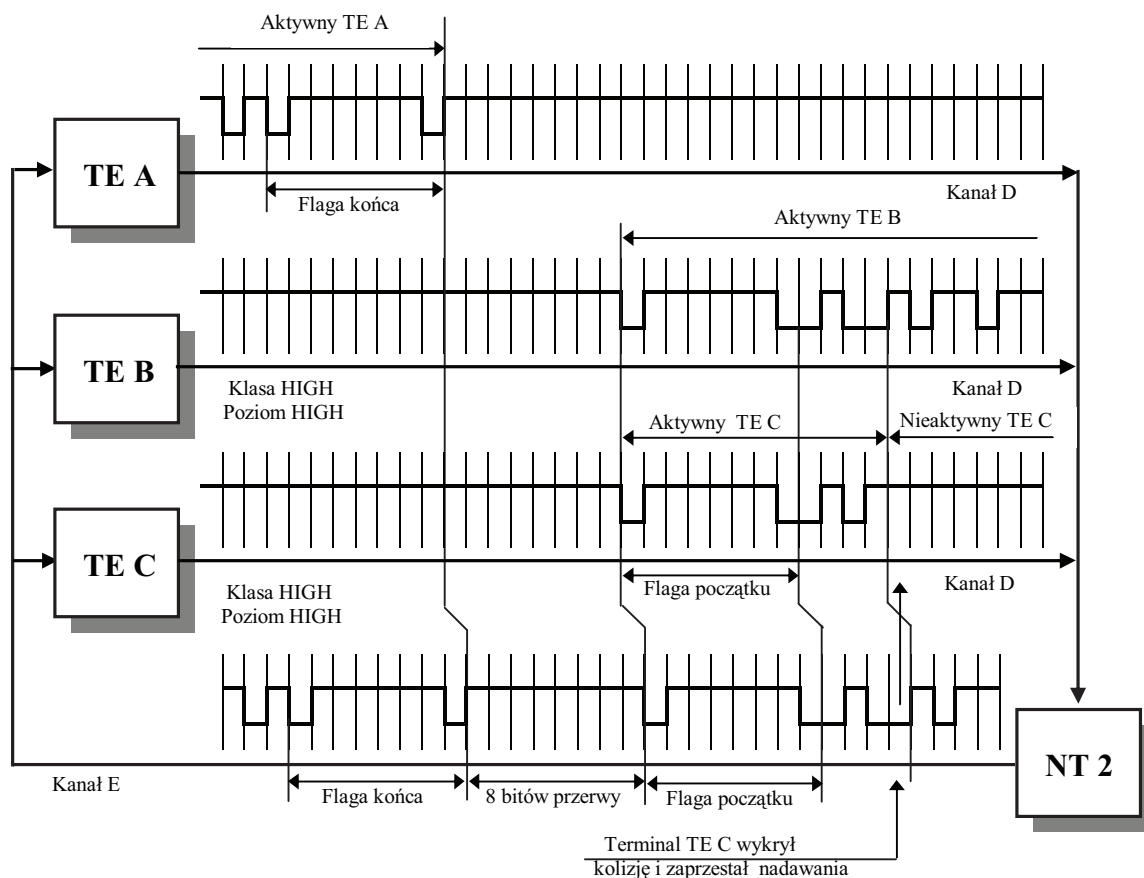 Aktywny TE A
TE A
Flaga końca
Kanał D
Aktywny TE B
TE B
Klasa HIGH
Poziom HIGH
Kanał D
Aktywny TE C
Nieaktywny TE C
TE C
Klasa HIGH
Poziom HIGH
Flaga początku
Kanał D
NT 2
Kanał E
Flaga końca
8 bitów przerwy
Flaga początku
Terminal TE C wykrył
kolizję i zaprzestał nadawania